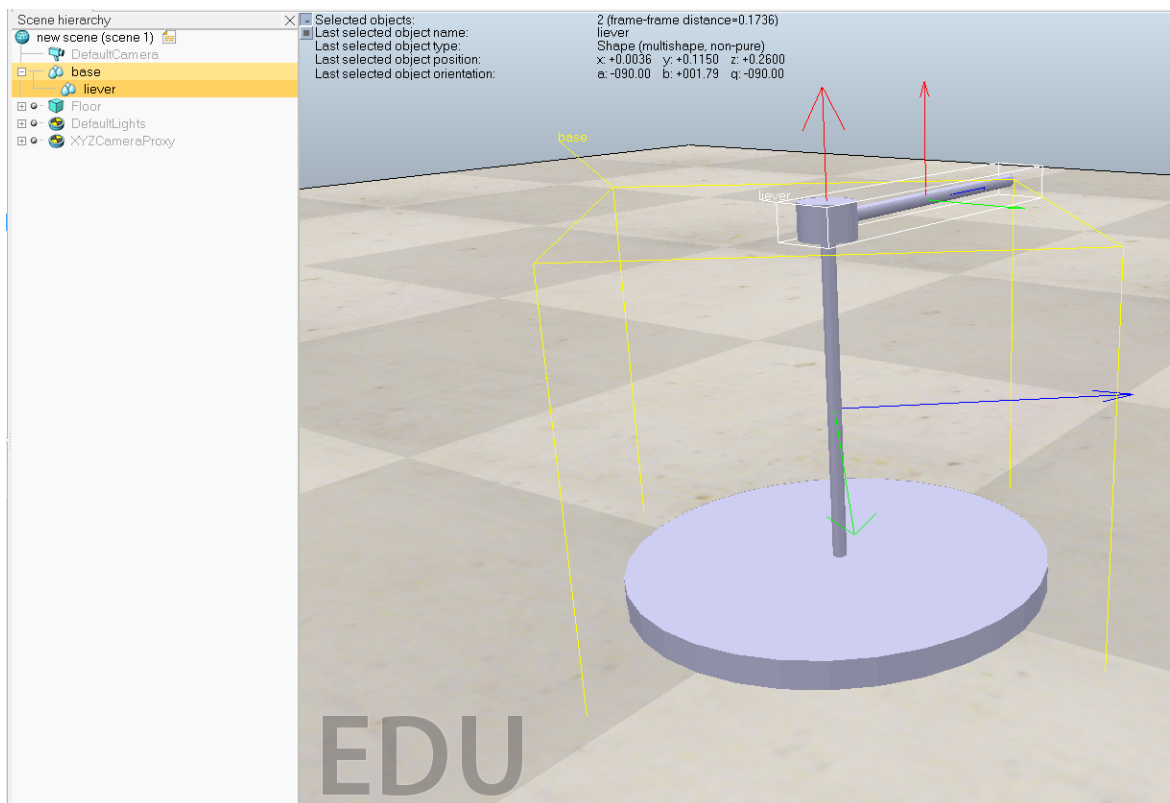 Scene hierarchy
new scene (scene 1)
DefaultCamera
base
liever
Floor
DefaultLights
XYZCameraProxy
Selected objects: 2 (frame-frame distance=0.1736)
Last selected object name: liever
Last selected object type: Shape (multishape, non-pure)
Last selected object position: x: +0.0036 y: +0.1150 z: +0.2600
Last selected object orientation: a: -090.00 b: +001.79 g: -090.00
base
liever
EDU